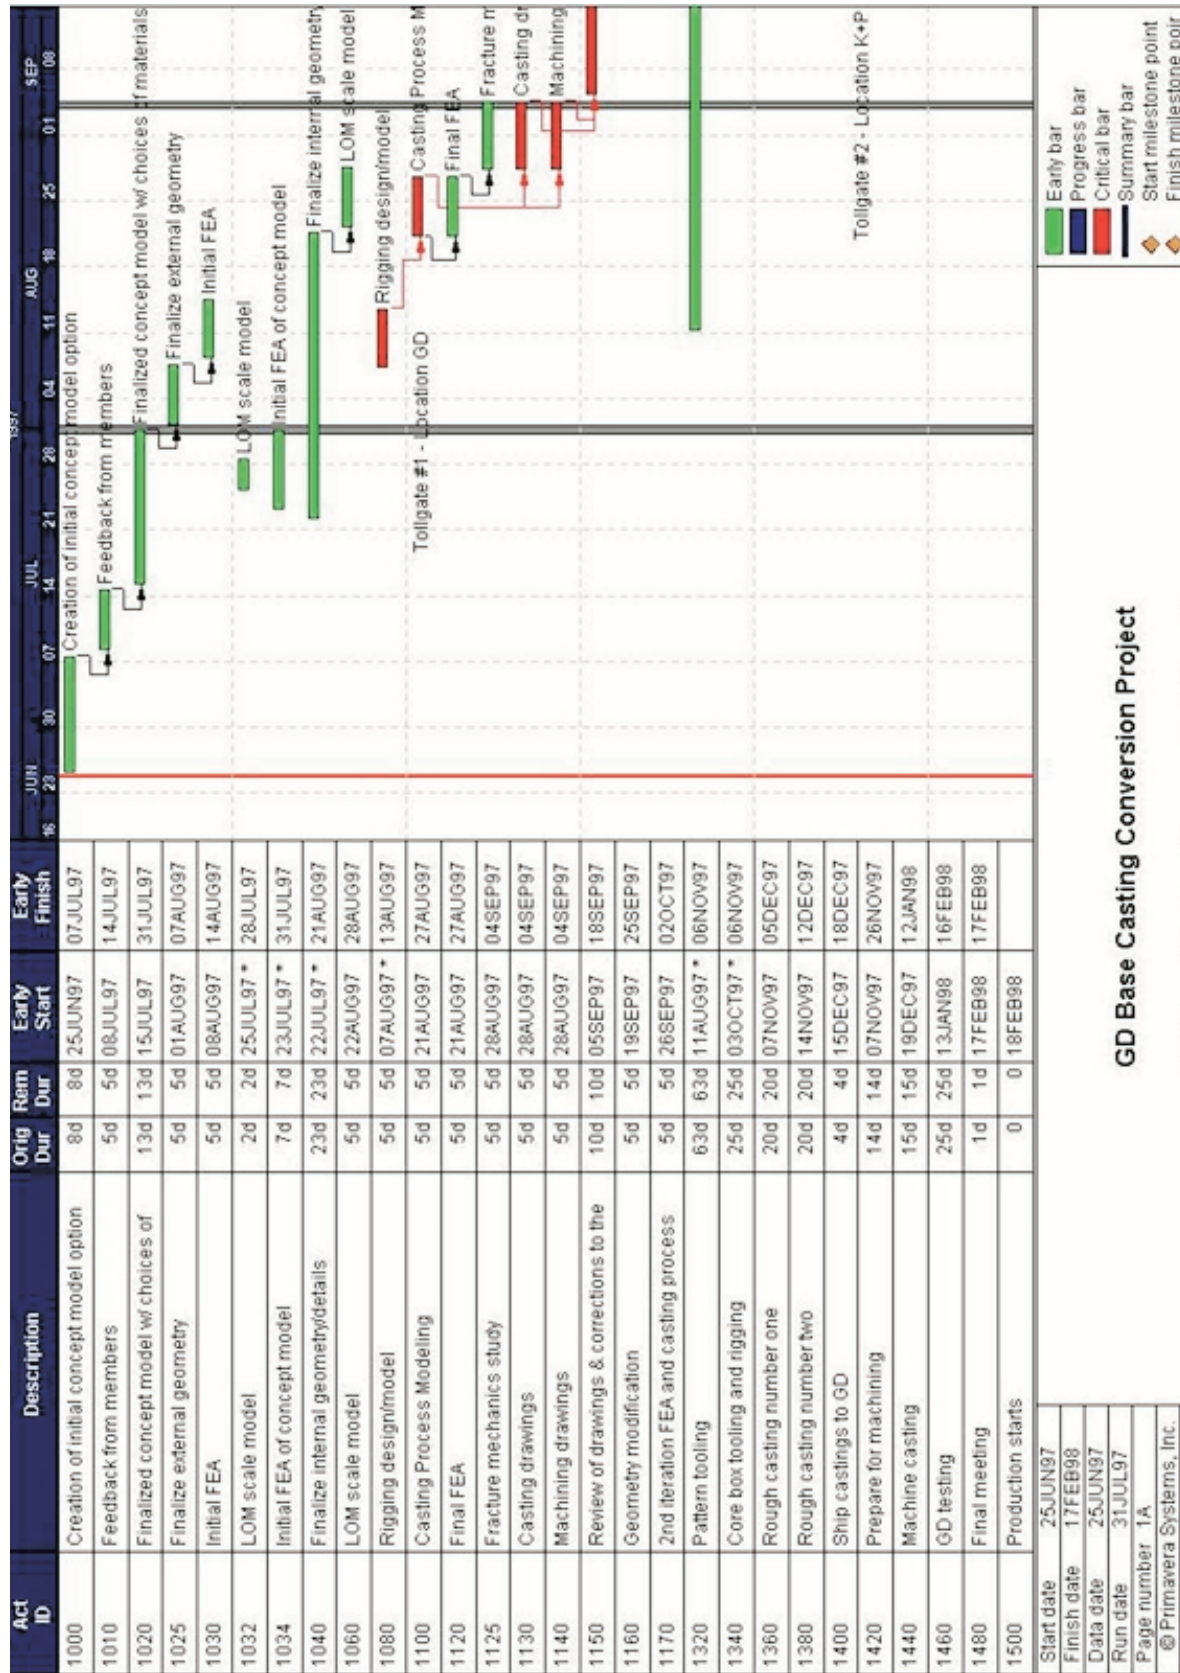 Act ID Description Orig Dur Rem Dur Early Start Early Finish
1997
JUN JUL AUG SEP
16 23 30 07 14 21 28 04 11 18 25 01 08
1000 Creation of initial concept model option 8d 8d 25JUN97 07JUL97 Creation of initial concept model option
1010 Feedback from members 5d 5d 08JUL97 14JUL97 Feedback from members
1020 Finalized concept model w/ choices of 13d 13d 15JUL97 31JUL97 Finalized concept model w/ choices of materials
1025 Finalize external geometry 5d 5d 01AUG97 07AUG97 Finalize external geometry
1030 Initial FEA 5d 5d 08AUG97 14AUG97 Initial FEA
1032 LOM scale model 2d 2d 25JUL97 * 28JUL97 LOM scale model
1034 Initial FEA of concept model 7d 7d 23JUL97 * 31JUL97 Initial FEA of concept model
1040 Finalize internal geometry/details 23d 23d 22JUL97 * 21AUG97 Finalize internal geometry
1060 LOM scale model 5d 5d 22AUG97 28AUG97 LOM scale model
1080 Rigging design/model 5d 5d 07AUG97 * 13AUG97 Rigging design/model
1100 Casting Process Modeling 5d 5d 21AUG97 27AUG97 Tollgate #1 - Location GD Casting Process M
1120 Final FEA 5d 5d 21AUG97 27AUG97 Final FEA
1125 Fracture mechanics study 5d 5d 28AUG97 04SEP97 Fracture m
1130 Casting drawings 5d 5d 28AUG97 04SEP97 Casting dr
1140 Machining drawings 5d 5d 28AUG97 04SEP97 Machining
1150 Review of drawings & corrections to the 10d 10d 05SEP97 18SEP97
1160 Geometry modification 5d 5d 19SEP97 25SEP97
1170 2nd iteration FEA and casting process 5d 5d 26SEP97 02OCT97
1320 Pattern tooling 63d 63d 11AUG97 * 06NOV97
1340 Core box tooling and rigging 25d 25d 03OCT97 * 06NOV97
1360 Rough casting number one 20d 20d 07NOV97 05DEC97
1380 Rough casting number two 20d 20d 14NOV97 12DEC97
1400 Ship castings to GD 4d 4d 15DEC97 18DEC97
1420 Prepare for machining 14d 14d 07NOV97 26NOV97 Tollgate #2 - Location K+P
1440 Machine casting 15d 15d 19DEC97 12JAN98
1460 GD testing 25d 25d 13JAN98 16FEB98
1480 Final meeting 1d 1d 17FEB98 17FEB98
1500 Production starts 0 0 18FEB98
Start date 25JUN97
Finish date 17FEB98
Data date 25JUN97
Run date 31JUL97
Page number 1A
© Primavera Systems, Inc.
GD Base Casting Conversion Project
Early bar
Progress bar
Critical bar
Summary bar
Start milestone point
Finish milestone poir